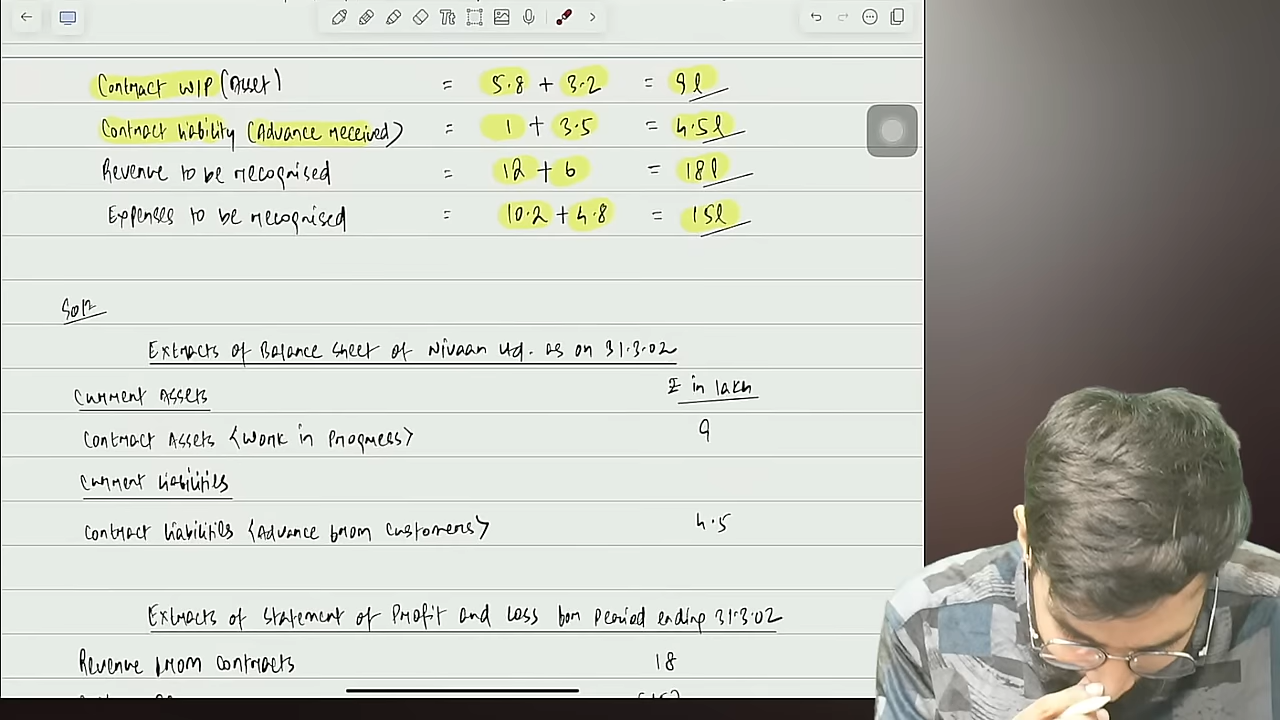 Contract WIP (Asset) = 5.8 + 3.2 = 9l
Contract liability (Advance received) = 1 + 3.5 = 4.5l
Revenue to be recognised = 12 + 6 = 18l
Expenses to be recognised = 10.2 + 4.8 = 15l
Soln
Extracts of Balance sheet of Nivaan Ltd. as on 31.3.02
₹ in lakh
Current Assets
Contract Assets (Work in Progress) 9
Current liabilities
Contract liabilities (Advance from Customers) 4.5
Extracts of Statement of Profit and Loss for Period ending 31.3.02
Revenue from contracts 18